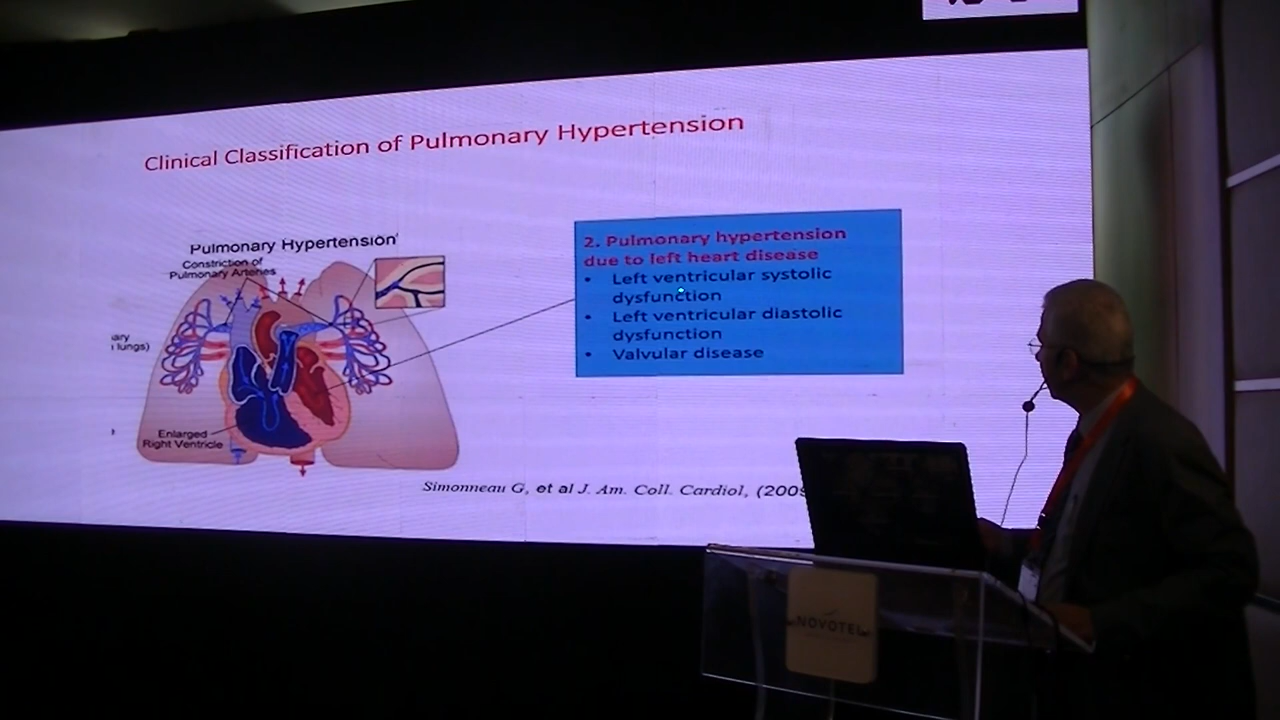 Clinical Classification of Pulmonary Hypertension
Pulmonary Hypertension
Constriction of
Pulmonary Arteries
lungs)
Enlarged
Right Ventricle
2. Pulmonary hypertension
due to left heart disease
• Left ventricular systolic
dysfunction
• Left ventricular diastolic
dysfunction
• Valvular disease
Simonneau G, et al J. Am. Coll. Cardiol, (2009
NOVOTEL